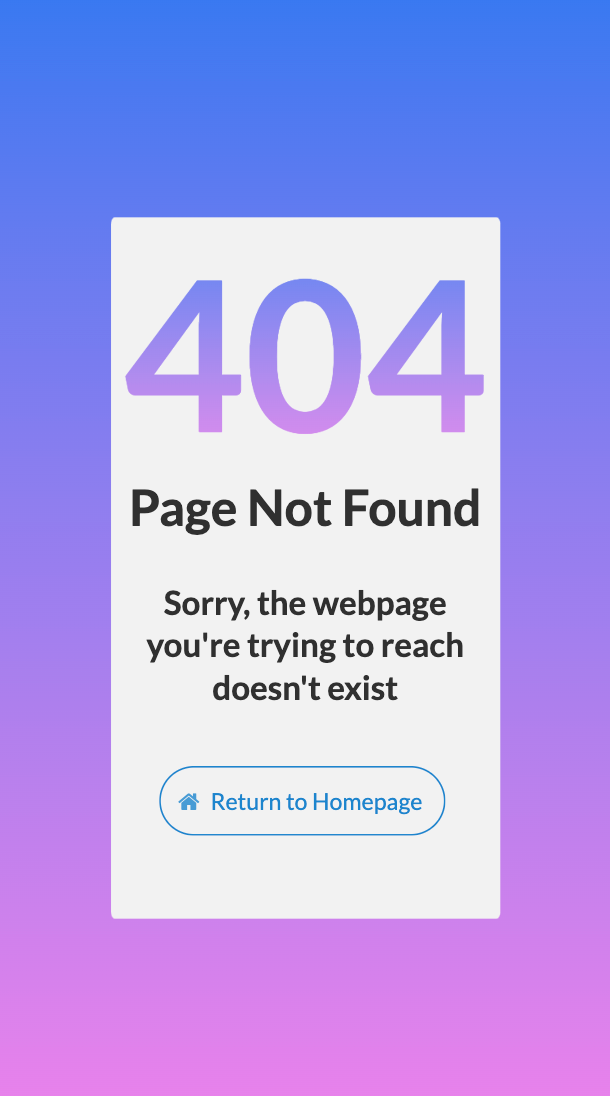 404
Page Not Found
Sorry, the webpage
you're trying to reach
doesn't exist
Return to Homepage